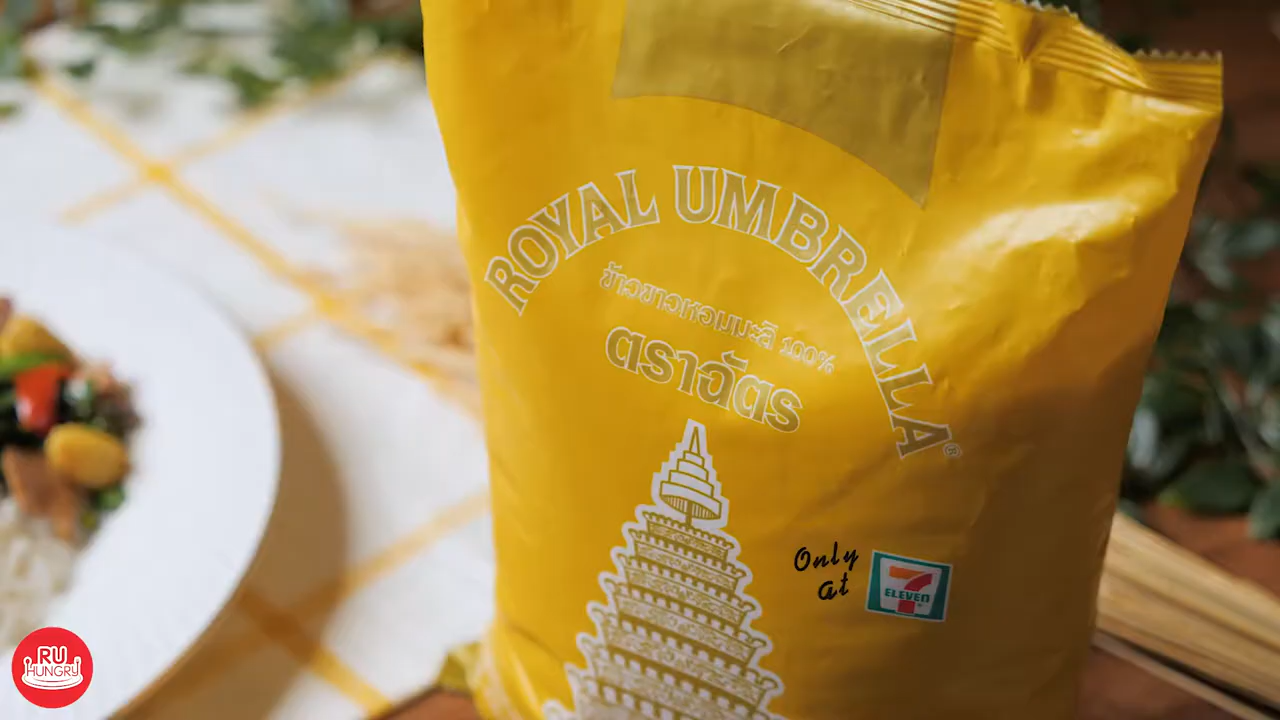 ROYAL UMBRELLA®
ข้าวขาวหอมมะลิ 100%
ตราฉัตร
Only
at
7
ELEVEN
RU
HUNGRY